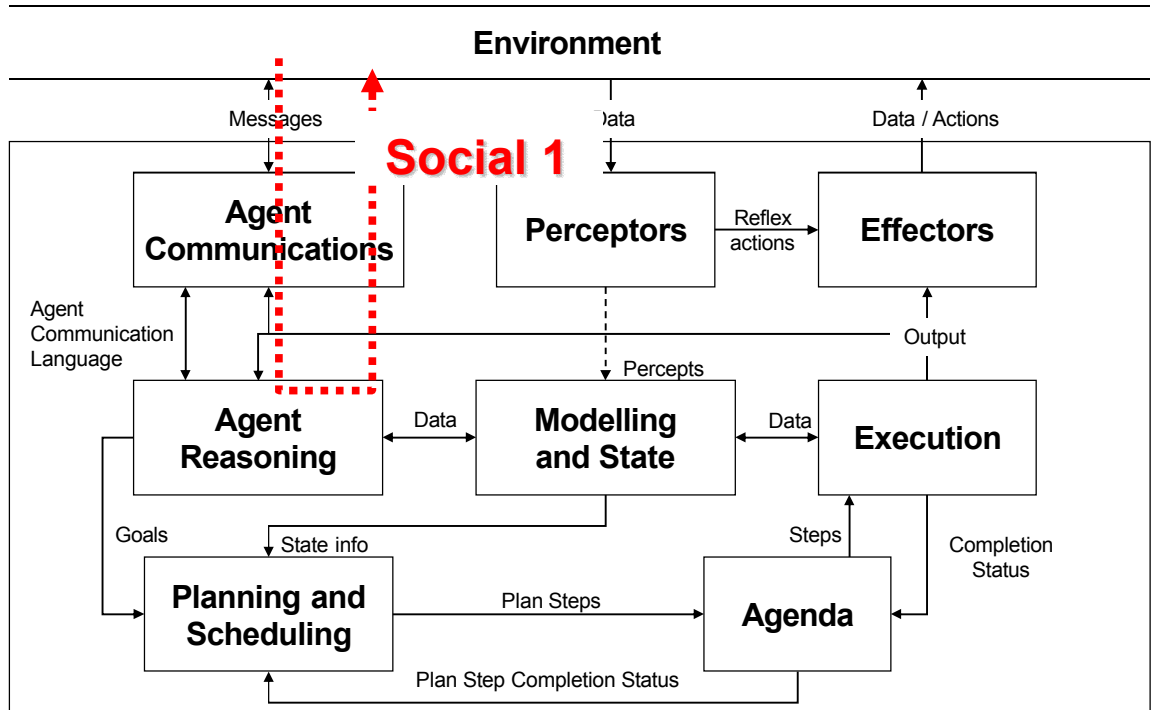 Environment
Messages
Data
Data / Actions
Social 1
Agent
Communications
Perceptors
Reflex
actions
Effectors
Agent
Communication
Language
Output
Percepts
Agent
Reasoning
Data
Modelling
and State
Data
Execution
Goals
State info
Steps
Completion
Status
Planning and
Scheduling
Plan Steps
Agenda
Plan Step Completion Status